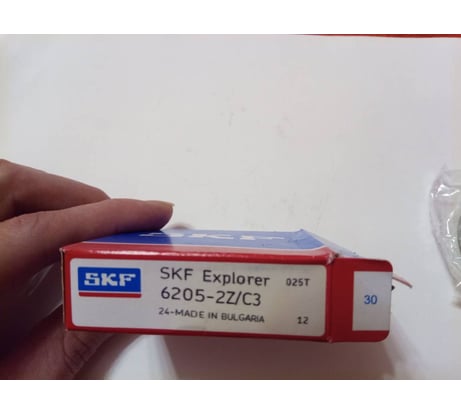 SKF
SKF
SKF Explorer 025T
6205-2Z/C3
24-MADE IN BULGARIA 12
30